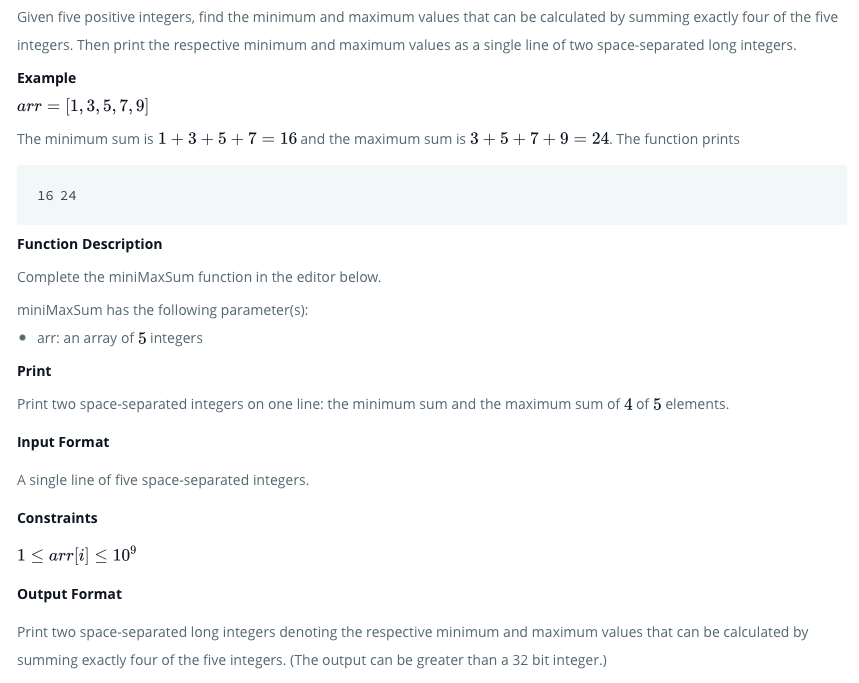 Given five positive integers, find the minimum and maximum values that can be calculated by summing exactly four of the five
integers. Then print the respective minimum and maximum values as a single line of two space-separated long integers.
Example
arr = [1, 3, 5, 7, 9]
The minimum sum is 1 + 3 + 5 + 7 = 16 and the maximum sum is 3 + 5 + 7 + 9 = 24. The function prints
16 24
Function Description
Complete the miniMaxSum function in the editor below.
miniMaxSum has the following parameter(s):
• arr: an array of 5 integers
Print
Print two space-separated integers on one line: the minimum sum and the maximum sum of 4 of 5 elements.
Input Format
A single line of five space-separated integers.
Constraints
1 ≤ arr[i] ≤ 10⁹
Output Format
Print two space-separated long integers denoting the respective minimum and maximum values that can be calculated by
summing exactly four of the five integers. (The output can be greater than a 32 bit integer.)